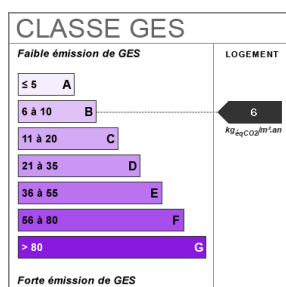 CLASSE GES
Faible émission de GES
LOGEMENT
≤ 5 A
6 à 10 B
6
kgéqCO2/m².an
11 à 20 C
21 à 35 D
36 à 55 E
56 à 80 F
> 80 G
Forte émission de GES